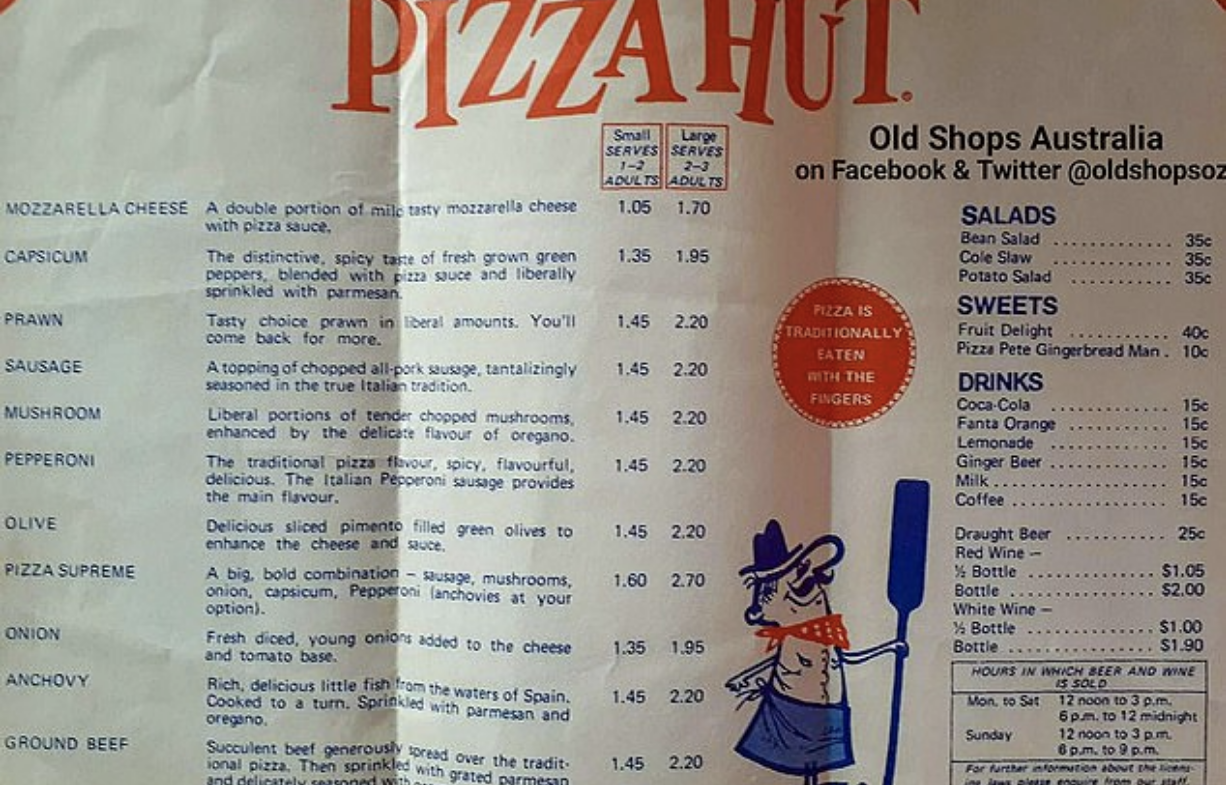 PIZZA HUT®
Old Shops Australia
on Facebook & Twitter @oldshopsoz
Small
SERVES
1-2
ADULTS
Large
SERVES
2-3
ADULTS
MOZZARELLA CHEESE A double portion of mild tasty mozzarella cheese 1.05 1.70
with pizza sauce.
CAPSICUM The distinctive, spicy taste of fresh grown green 1.35 1.95
peppers, blended with pizza sauce and liberally
sprinkled with parmesan.
PRAWN Tasty choice prawn in liberal amounts. You'll 1.45 2.20
come back for more.
SAUSAGE A topping of chopped all-pork sausage, tantalizingly 1.45 2.20
seasoned in the true Italian tradition.
MUSHROOM Liberal portions of tender chopped mushrooms, 1.45 2.20
enhanced by the delicate flavour of oregano.
PEPPERONI The traditional pizza flavour, spicy, flavourful, 1.45 2.20
delicious. The Italian Pepperoni sausage provides
the main flavour.
OLIVE Delicious sliced pimento filled green olives to 1.45 2.20
enhance the cheese and sauce.
PIZZA SUPREME A big, bold combination – sausage, mushrooms, 1.60 2.70
onion, capsicum, Pepperoni (anchovies at your
option).
ONION Fresh diced, young onions added to the cheese 1.35 1.95
and tomato base.
ANCHOVY Rich, delicious little fish from the waters of Spain. 1.45 2.20
Cooked to a turn. Sprinkled with parmesan and
oregano.
GROUND BEEF Succulent beef generously spread over the tradit- 1.45 2.20
ional pizza. Then sprinkled with grated parmesan
and delicately seasoned with
PIZZA IS
TRADITIONALLY
EATEN
WITH THE
FINGERS
SALADS
Bean Salad ............. 35c
Cole Slaw ............. 35c
Potato Salad ........... 35c
SWEETS
Fruit Delight ........... 40c
Pizza Pete Gingerbread Man . 10c
DRINKS
Coca-Cola ............. 15c
Fanta Orange ............ 15c
Lemonade .............. 15c
Ginger Beer .............. 15c
Milk .................... 15c
Coffee .................. 15c
Draught Beer ........... 25c
Red Wine –
½ Bottle ............... $1.05
Bottle ................. $2.00
White Wine –
½ Bottle ............... $1.00
Bottle ................. $1.90
HOURS IN WHICH BEER AND WINE
IS SOLD
Mon. to Sat 12 noon to 3 p.m.
6 p.m. to 12 midnight
Sunday 12 noon to 3 p.m.
6 p.m. to 9 p.m.
For further information about the licens-
ing laws please enquire from our staff.